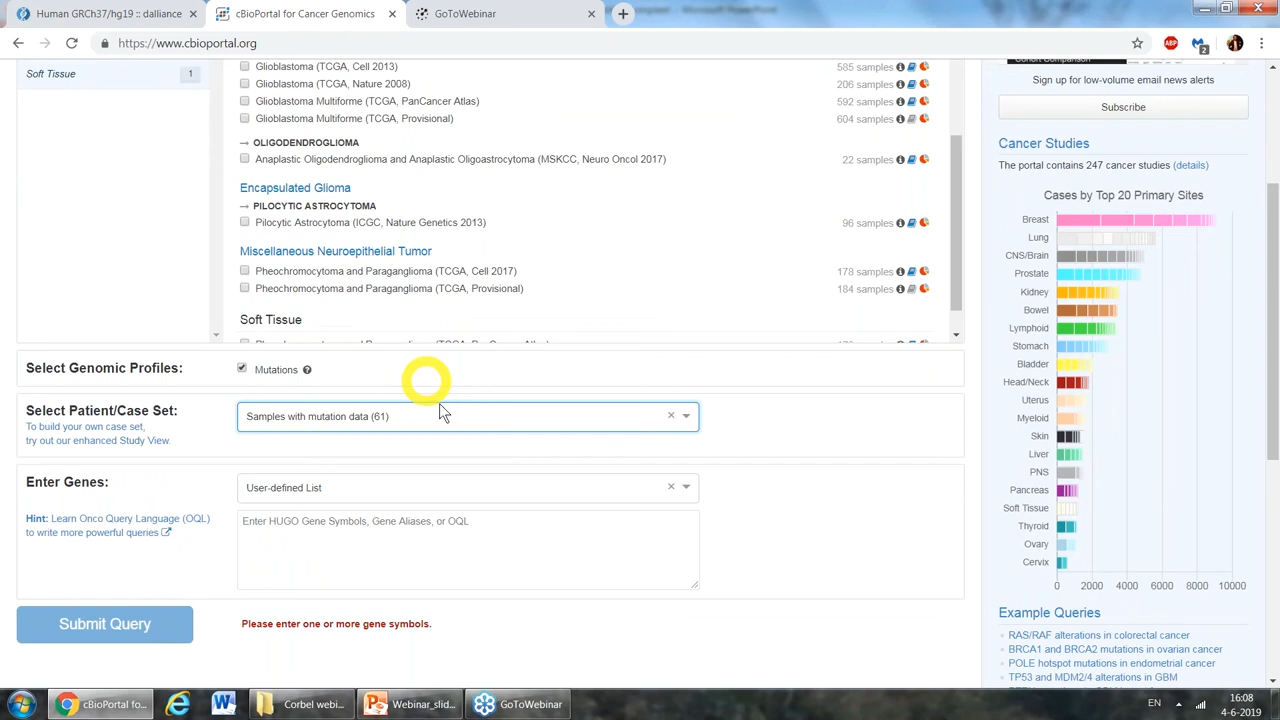 Human GRCh37/hg19 :: dalliance
cBioPortal for Cancer Genomics
GoToWebinar
https://www.cbioportal.org
ABP
2
Soft Tissue 1
Glioblastoma (TCGA, Cell 2013) 585 samples
Glioblastoma (TCGA, Nature 2008) 206 samples
Glioblastoma Multiforme (TCGA, PanCancer Atlas) 592 samples
Glioblastoma Multiforme (TCGA, Provisional) 604 samples
OLIGODENDROGLIOMA
Anaplastic Oligodendroglioma and Anaplastic Oligoastrocytoma (MSKCC, Neuro Oncol 2017) 22 samples
Encapsulated Glioma
PILOCYTIC ASTROCYTOMA
Pilocytic Astrocytoma (ICGC, Nature Genetics 2013) 96 samples
Miscellaneous Neuroepithelial Tumor
Pheochromocytoma and Paraganglioma (TCGA, Cell 2017) 178 samples
Pheochromocytoma and Paraganglioma (TCGA, Provisional) 184 samples
Soft Tissue
Select Genomic Profiles:
Mutations
Select Patient/Case Set:
To build your own case set,
try out our enhanced Study View.
Samples with mutation data (61)
Enter Genes:
User-defined List
Hint: Learn Onco Query Language (OQL)
to write more powerful queries
Enter HUGO Gene Symbols, Gene Aliases, or OQL
Submit Query
Please enter one or more gene symbols.
Sign up for low-volume email news alerts
Subscribe
Cancer Studies
The portal contains 247 cancer studies (details)
Cases by Top 20 Primary Sites
Breast
Lung
CNS/Brain
Prostate
Kidney
Bowel
Lymphoid
Stomach
Bladder
Head/Neck
Uterus
Myeloid
Skin
Liver
PNS
Pancreas
Soft Tissue
Thyroid
Ovary
Cervix
0 2000 4000 6000 8000 10000
Example Queries
RAS/RAF alterations in colorectal cancer
BRCA1 and BRCA2 mutations in ovarian cancer
POLE hotspot mutations in endometrial cancer
TP53 and MDM2/4 alterations in GBM
cBioPortal fo...
Corbel webi...
Webinar_slid...
GoToWebinar
EN
16:08
4-6-2019